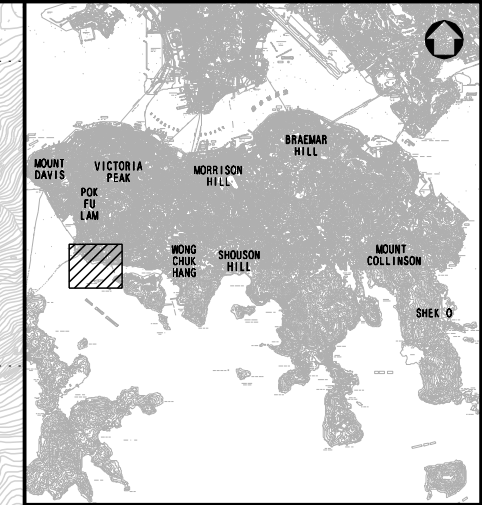 BRAEMAR
HILL
MOUNT
DAVIS
VICTORIA
PEAK
MORRISON
HILL
POK
FU
LAM
WONG
CHUK
HANG
SHOUSON
HILL
MOUNT
COLLINSON
SHEK O